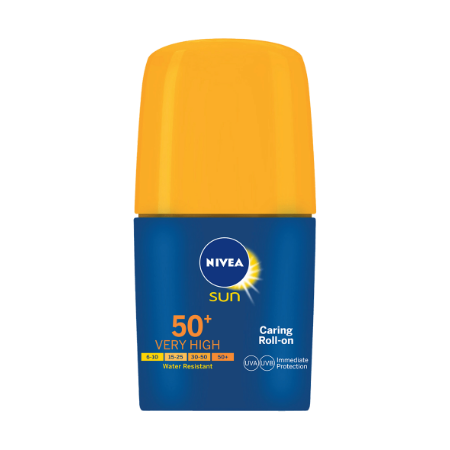 NIVEA
sun
50+
VERY HIGH
6-10 15-25 30-50 50+
Water Resistant
Caring
Roll-on
UVA UVB Immediate
Protection